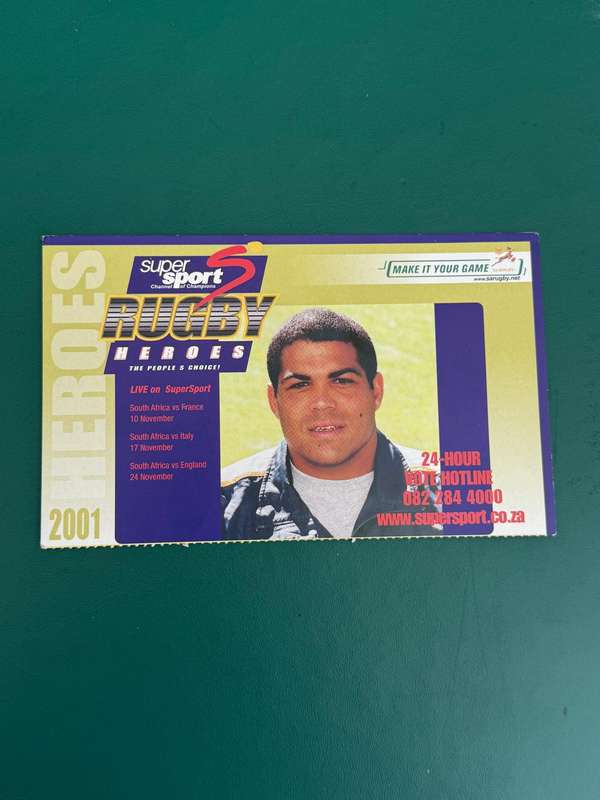 HEROES
2001
super
sport
Channel of Champions
RUGBY
HEROES
THE PEOPLE S CHOICE!
LIVE on SuperSport
South Africa vs France
10 November
South Africa vs Italy
17 November
South Africa vs England
24 November
MAKE IT YOUR GAME
www.sarugby.net
24-HOUR
VOTE HOTLINE
082 284 4000
www.supersport.co.za